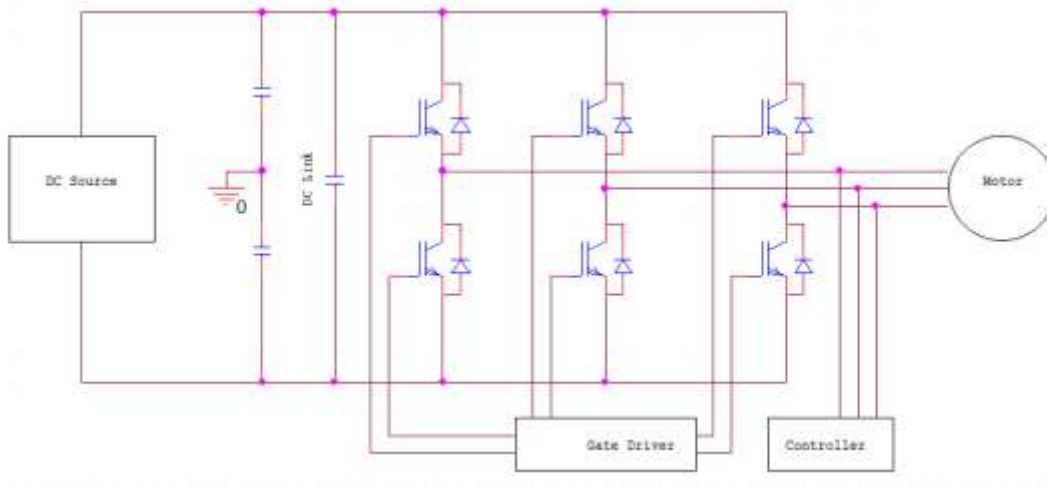 DC Source
0
DC Link
Motor
Gate Driver
Controller